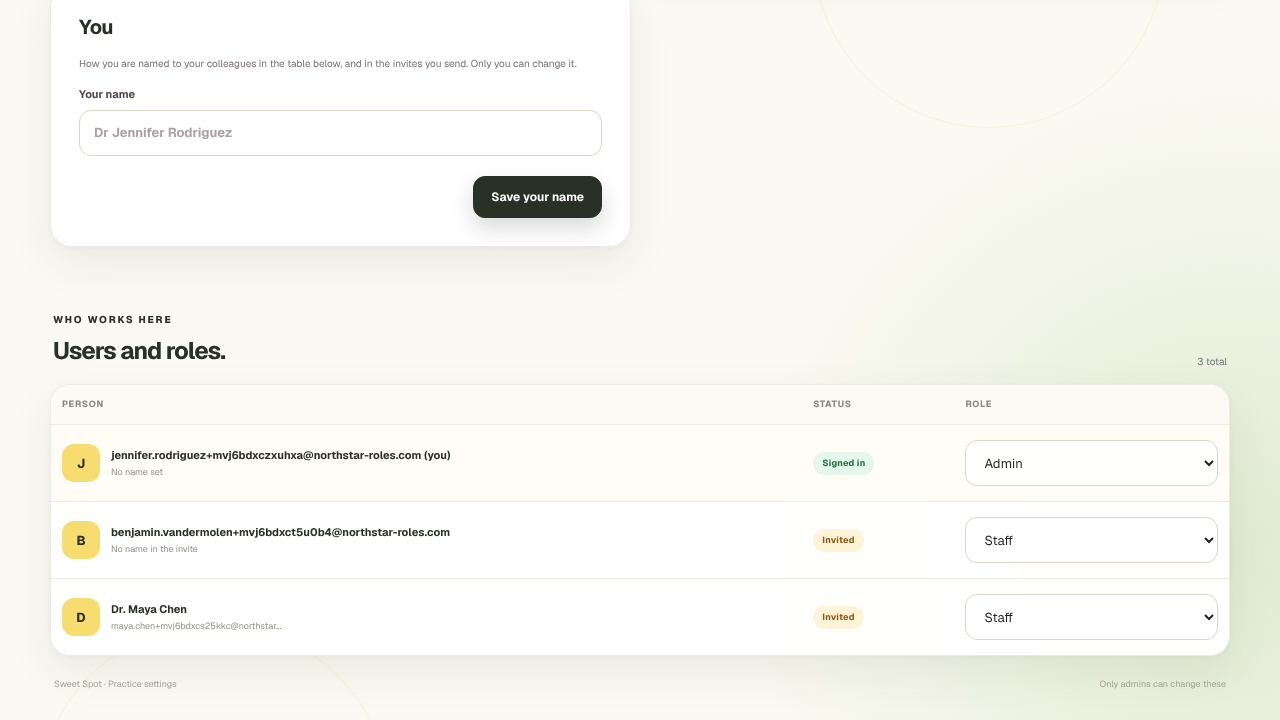 You
How you are named to your colleagues in the table below, and in the invites you send. Only you can change it.
Your name
Dr Jennifer Rodriguez
Save your name
WHO WORKS HERE
Users and roles.
3 total
PERSON STATUS ROLE
J jennifer.rodriguez+mvj6bdxczxuhxa@northstar-roles.com (you) Signed in Admin
No name set
B benjamin.vandermolen+mvj6bdxct5u0b4@northstar-roles.com Invited Staff
No name in the invite
D Dr. Maya Chen Invited Staff
maya.chen+mvj6bdxcs25kkc@northstar...
Sweet Spot · Practice settings
Only admins can change these